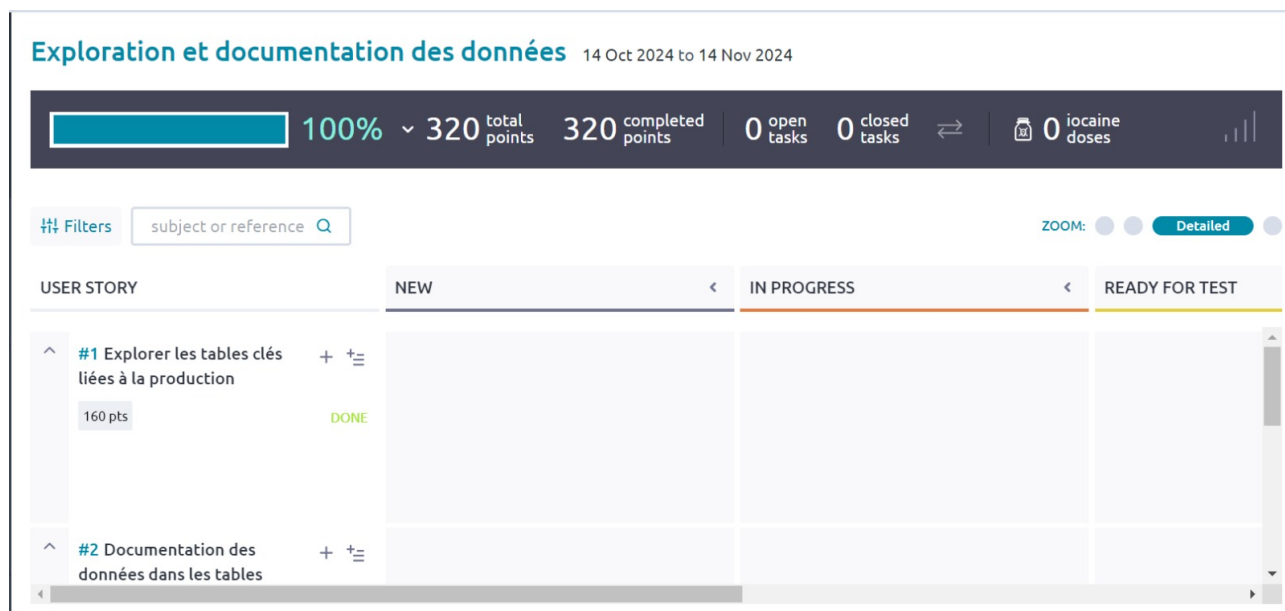 Exploration et documentation des données 14 Oct 2024 to 14 Nov 2024
100% 320 total points 320 completed points 0 open tasks 0 closed tasks 0 iocaine doses
Filters subject or reference ZOOM: Detailed
USER STORY NEW IN PROGRESS READY FOR TEST
#1 Explorer les tables clés
liées à la production
160 pts DONE
#2 Documentation des
données dans les tables